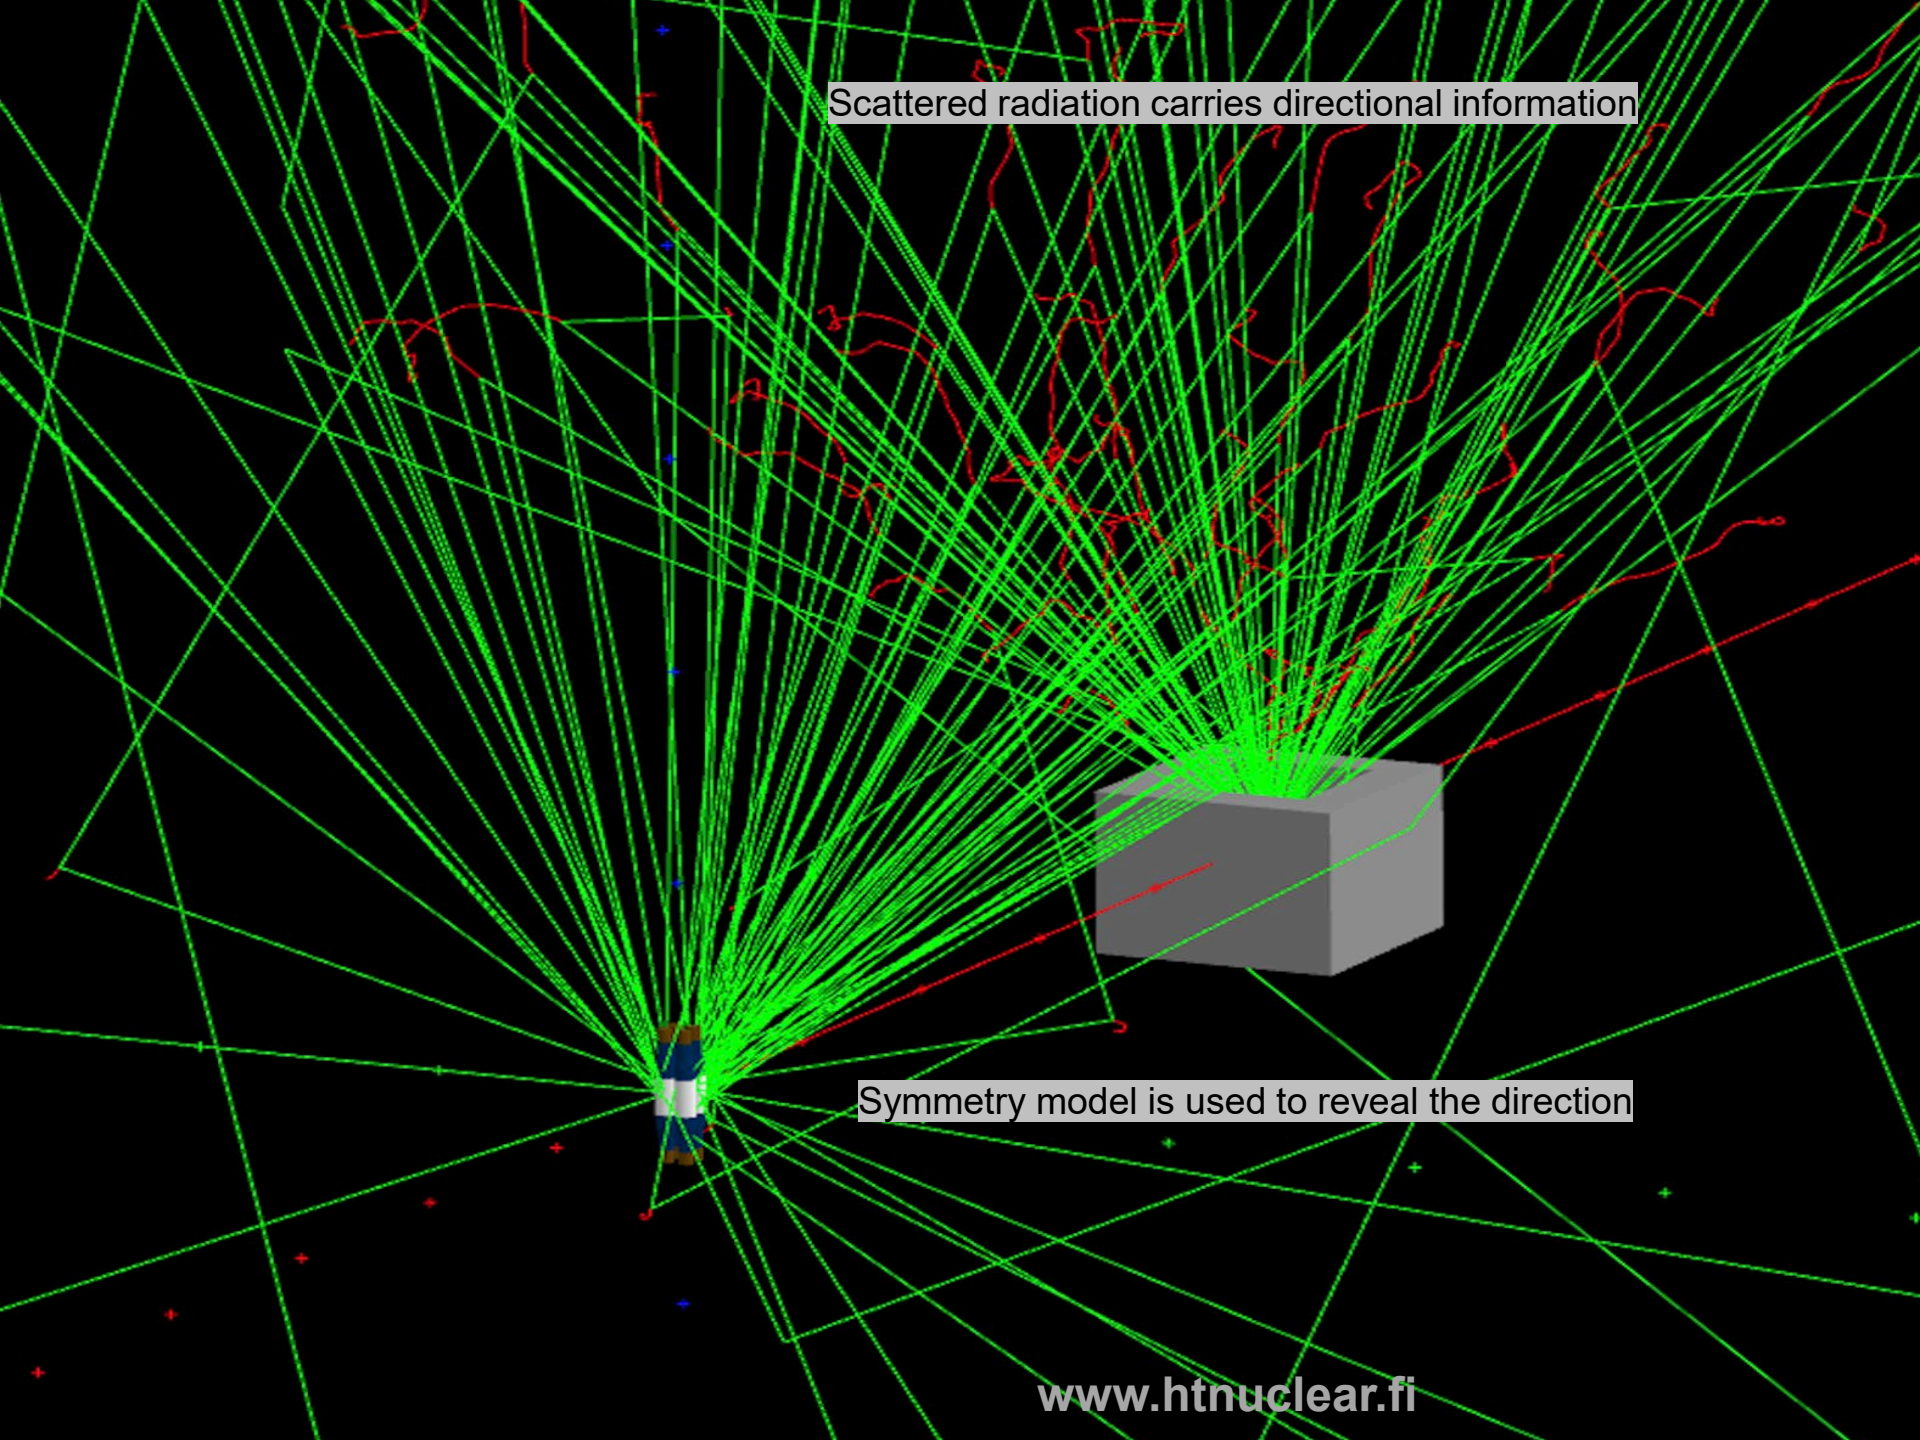 Scattered radiation carries directional information
Symmetry model is used to reveal the direction
www.htnuclear.fi